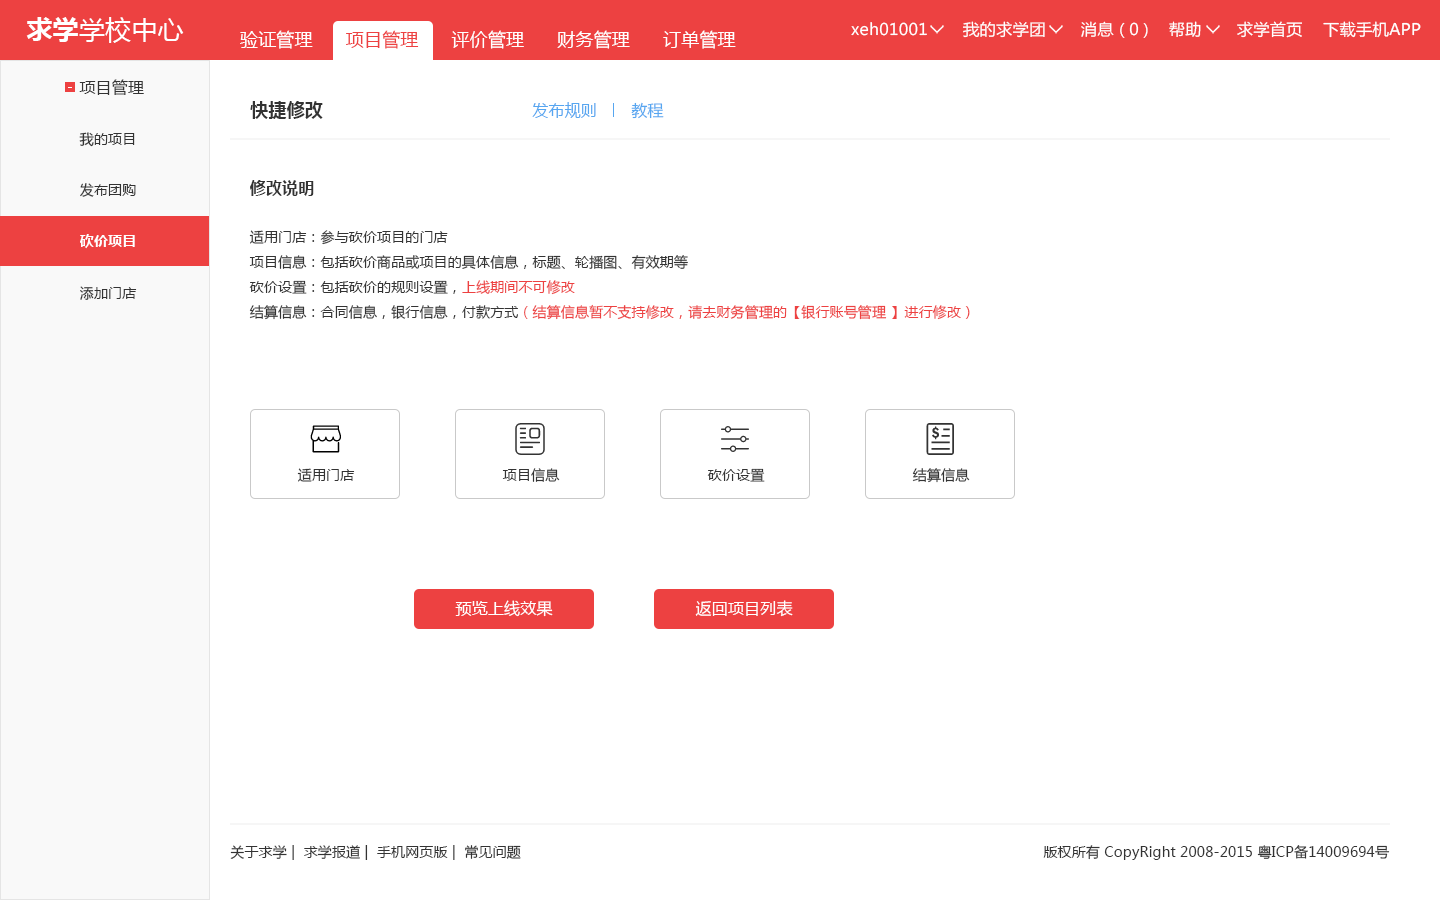 求学学校中心
验证管理
项目管理
评价管理
财务管理
订单管理
xeh01001
我的求学团
消息（0）
帮助
求学首页
下载手机APP
项目管理
我的项目
发布团购
砍价项目
添加门店
快捷修改
发布规则
教程
修改说明
适用门店：参与砍价项目的门店
项目信息：包括砍价商品或项目的具体信息，标题、轮播图、有效期等
砍价设置：包括砍价的规则设置，上线期间不可修改
结算信息：合同信息，银行信息，付款方式（结算信息暂不支持修改，请去财务管理的【银行账号管理 】进行修改）
适用门店
项目信息
砍价设置
结算信息
预览上线效果
返回项目列表
关于求学 | 求学报道 | 手机网页版 | 常见问题
版权所有 CopyRight 2008-2015 粤ICP备14009694号